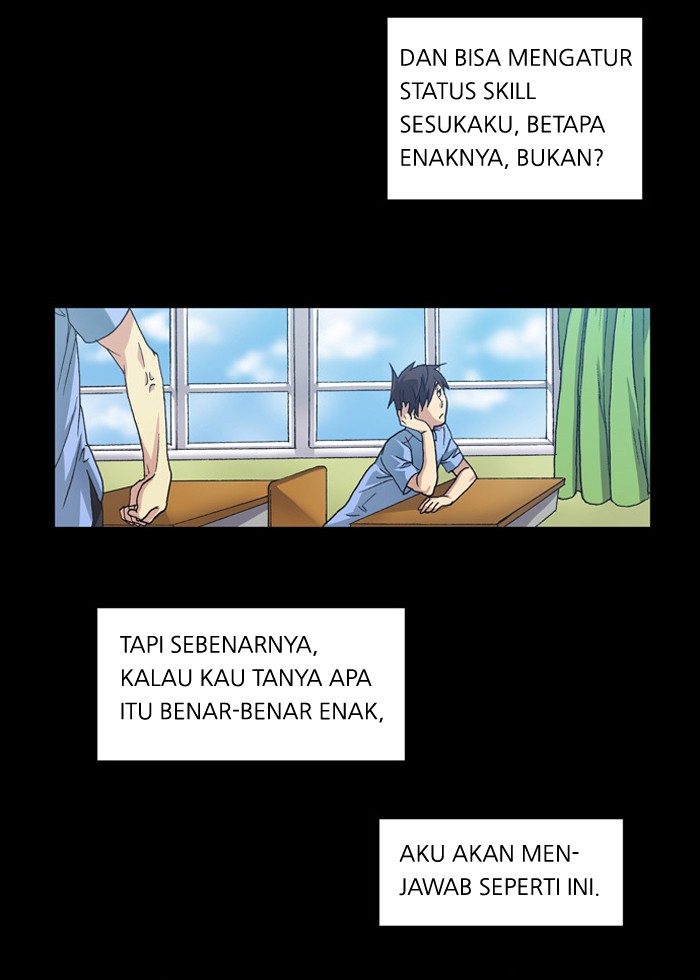 DAN BISA MENGATUR
STATUS SKILL
SESUKAKU, BETAPA
ENAKNYA, BUKAN?
TAPI SEBENARNYA,
KALAU KAU TANYA APA
ITU BENAR-BENAR ENAK,
AKU AKAN MEN-
JAWAB SEPERTI INI.